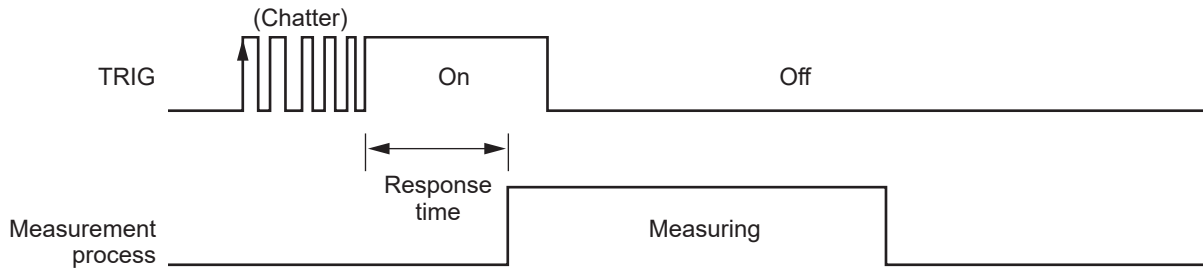 (Chatter)
TRIG
On
Off
Response
time
Measurement
process
Measuring